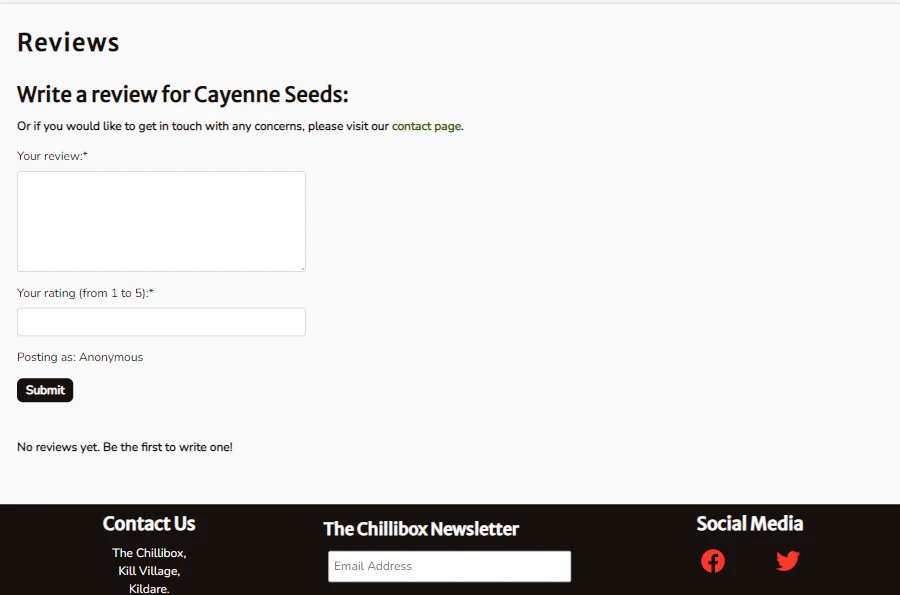 Reviews
Write a review for Cayenne Seeds:
Or if you would like to get in touch with any concerns, please visit our contact page.
Your review:*
Your rating (from 1 to 5):*
Posting as: Anonymous
Submit
No reviews yet. Be the first to write one!
Contact Us
The Chillibox,
Kill Village,
Kildare.
The Chillibox Newsletter
Email Address
Social Media